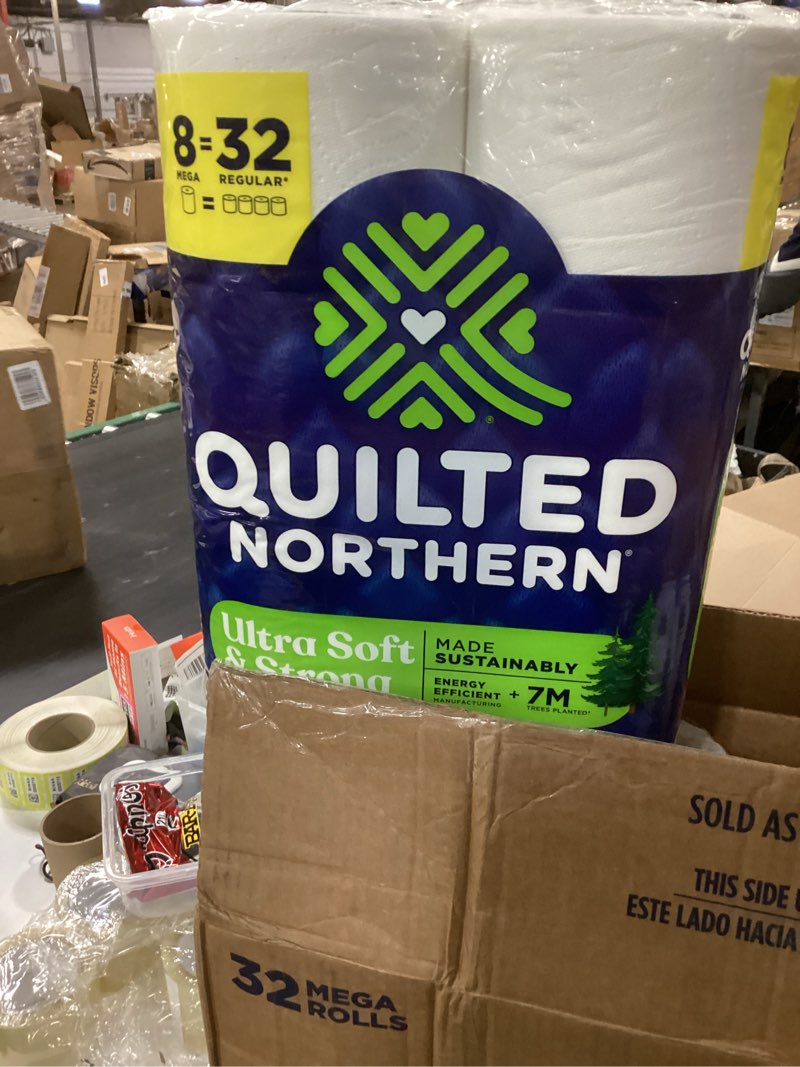 8=32
MEGA REGULAR*
=
QUILTED
NORTHERN®
Ultra Soft
& Strong
MADE
SUSTAINABLY
ENERGY
EFFICIENT
MANUFACTURING
+ 7M
TREES PLANTED*
SOLD AS
THIS SIDE
ESTE LADO HACIA
32 MEGA
ROLLS